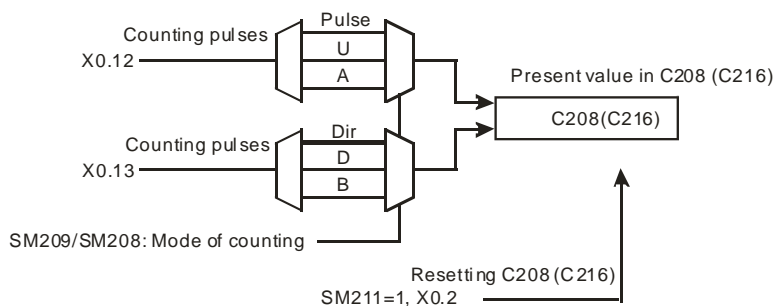 Pulse
Counting pulses
U
X0.12
A
Present value in C208 (C216)
C208(C216)
Dir
Counting pulses
D
X0.13
B
SM209/SM208: Mode of counting
Resetting C208 (C216)
SM211=1, X0.2